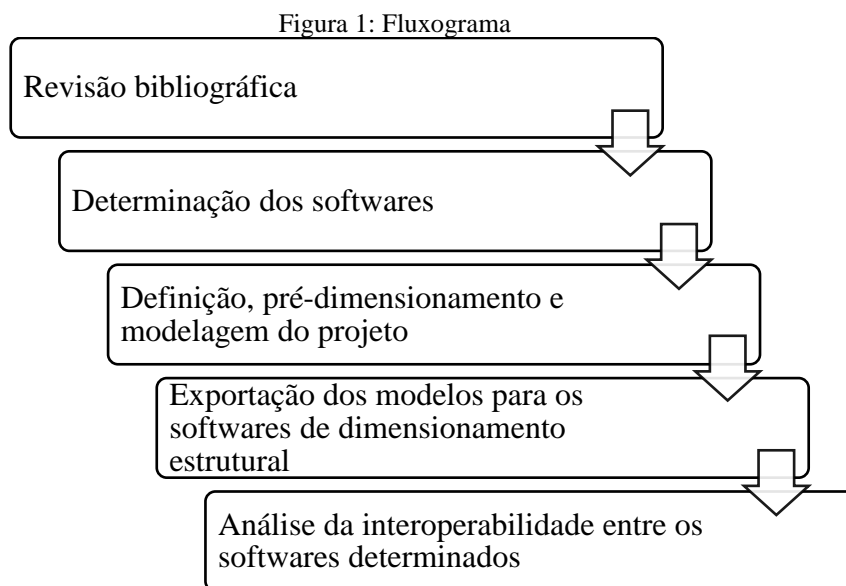 Figura 1: Fluxograma
Revisão bibliográfica
Determinação dos softwares
Definição, pré-dimensionamento e
modelagem do projeto
Exportação dos modelos para os
softwares de dimensionamento
estrutural
Análise da interoperabilidade entre os
softwares determinados